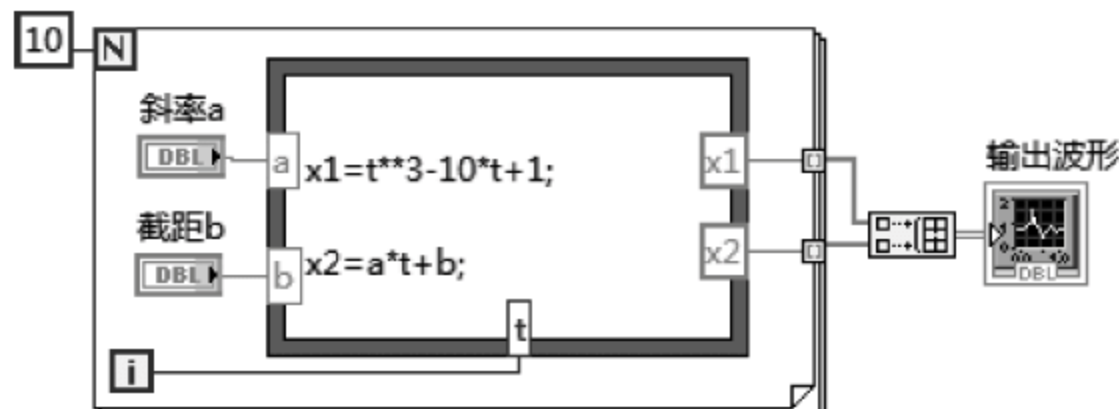 10
N
斜率a
DBL
a
x1=t**3-10*t+1;
x1
输出波形
截距b
DBL
b
x2=a*t+b;
x2
DBL
t
i